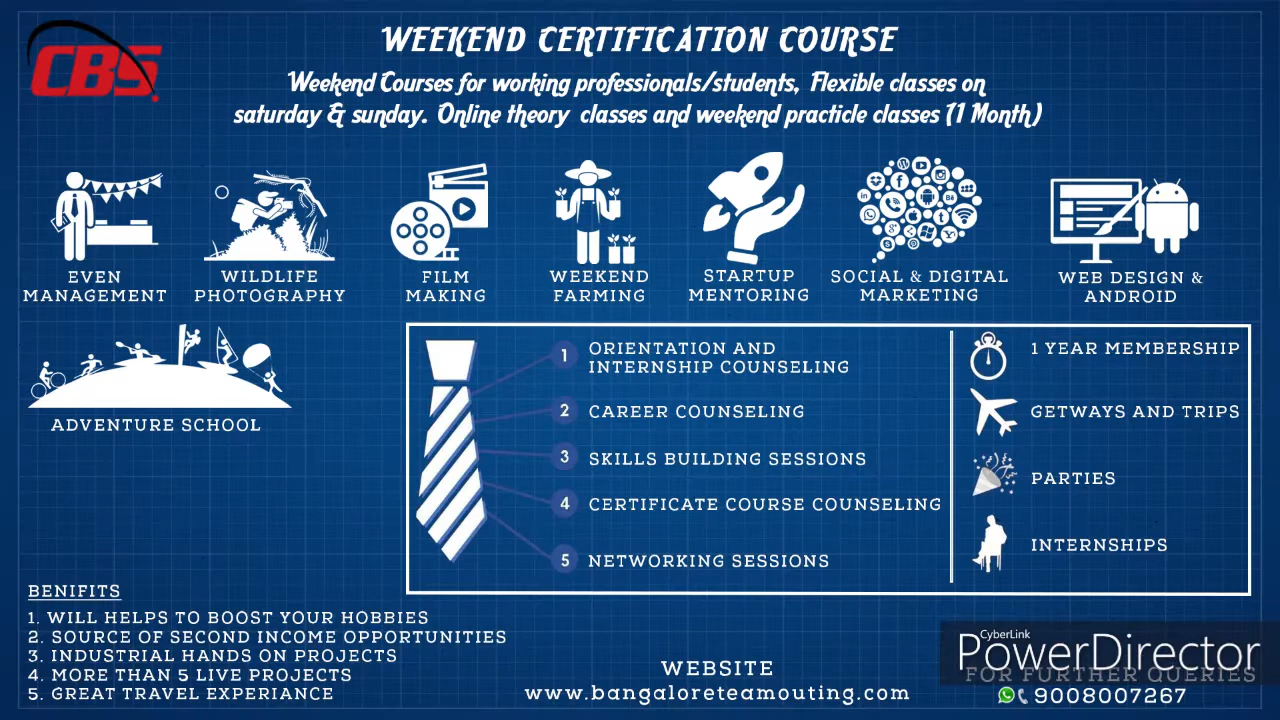 CBS
WEEKEND CERTIFICATION COURSE
Weekend Courses for working professionals/students, Flexible classes on
saturday & sunday. Online theory classes and weekend practicle classes (1 Month)
EVEN
MANAGEMENT
WILDLIFE
PHOTOGRAPHY
FILM
MAKING
WEEKEND
FARMING
STARTUP
MENTORING
SOCIAL & DIGITAL
MARKETING
WEB DESIGN &
ANDROID
ADVENTURE SCHOOL
1 ORIENTATION AND
INTERNSHIP COUNSELING
2 CAREER COUNSELING
3 SKILLS BUILDING SESSIONS
4 CERTIFICATE COURSE COUNSELING
5 NETWORKING SESSIONS
1 YEAR MEMBERSHIP
GETWAYS AND TRIPS
PARTIES
INTERNSHIPS
BENIFITS
1. WILL HELPS TO BOOST YOUR HOBBIES
2. SOURCE OF SECOND INCOME OPPORTUNITIES
3. INDUSTRIAL HANDS ON PROJECTS
4. MORE THAN 5 LIVE PROJECTS
5. GREAT TRAVEL EXPERIANCE
WEBSITE
www.bangaloreteamouting.com
CyberLink
PowerDirector
FOR FURTHER QUERIES
9008007267